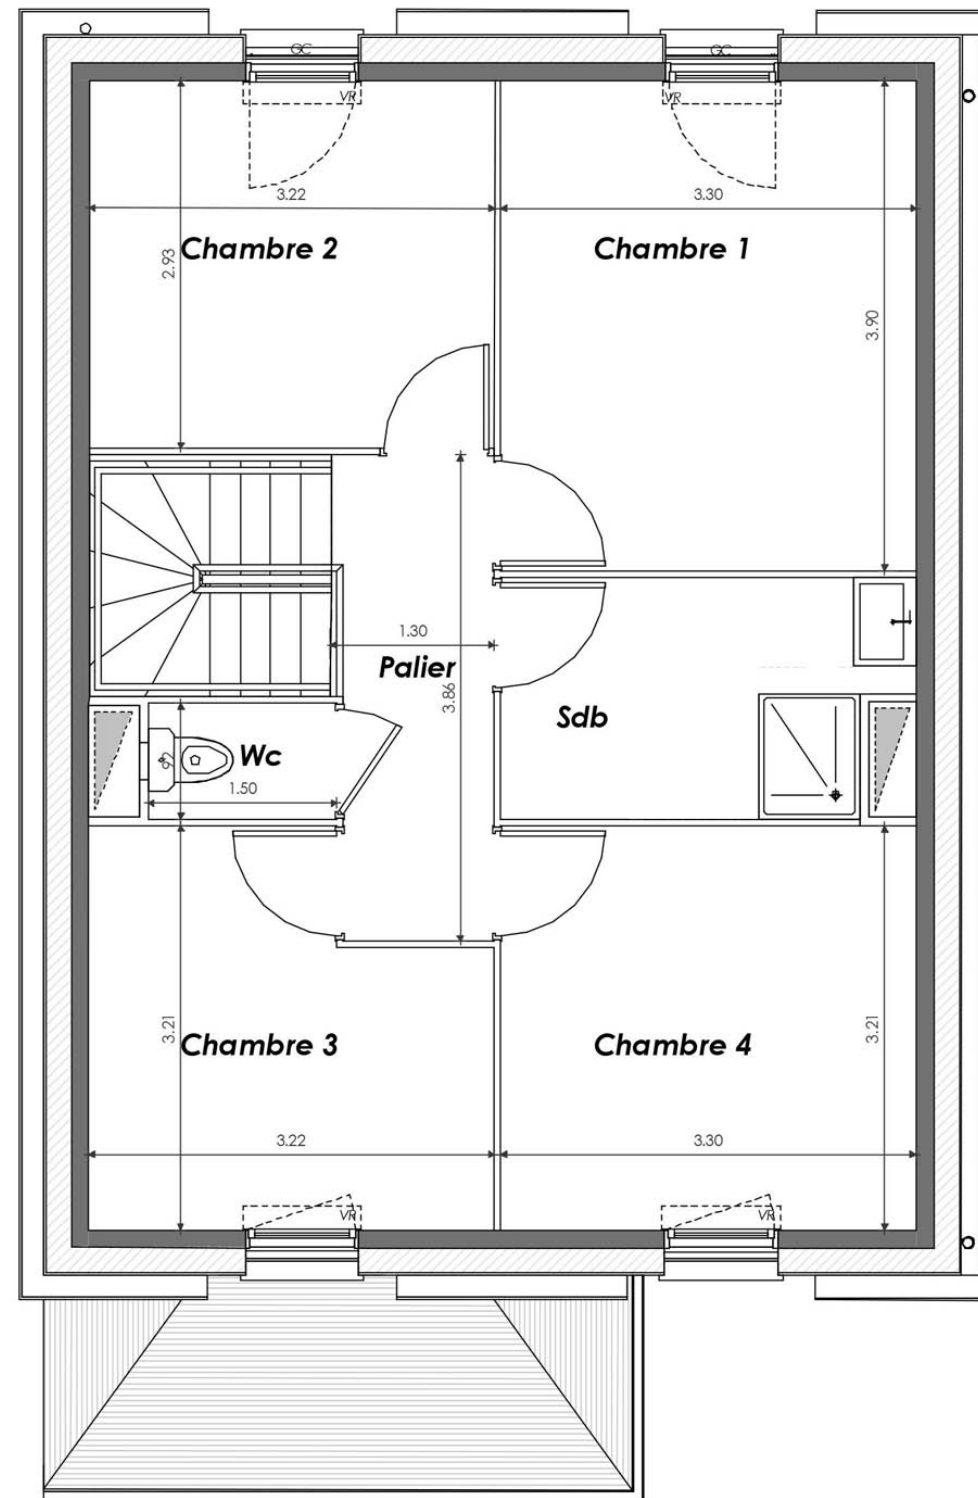 GC
GC
VR
VR
3.22
3.30
Chambre 2
Chambre 1
2.93
3.90
1.30
Palier
3.86
Sdb
Wc
92
1.50
3.21
Chambre 3
Chambre 4
3.21
3.22
3.30
VR
VR